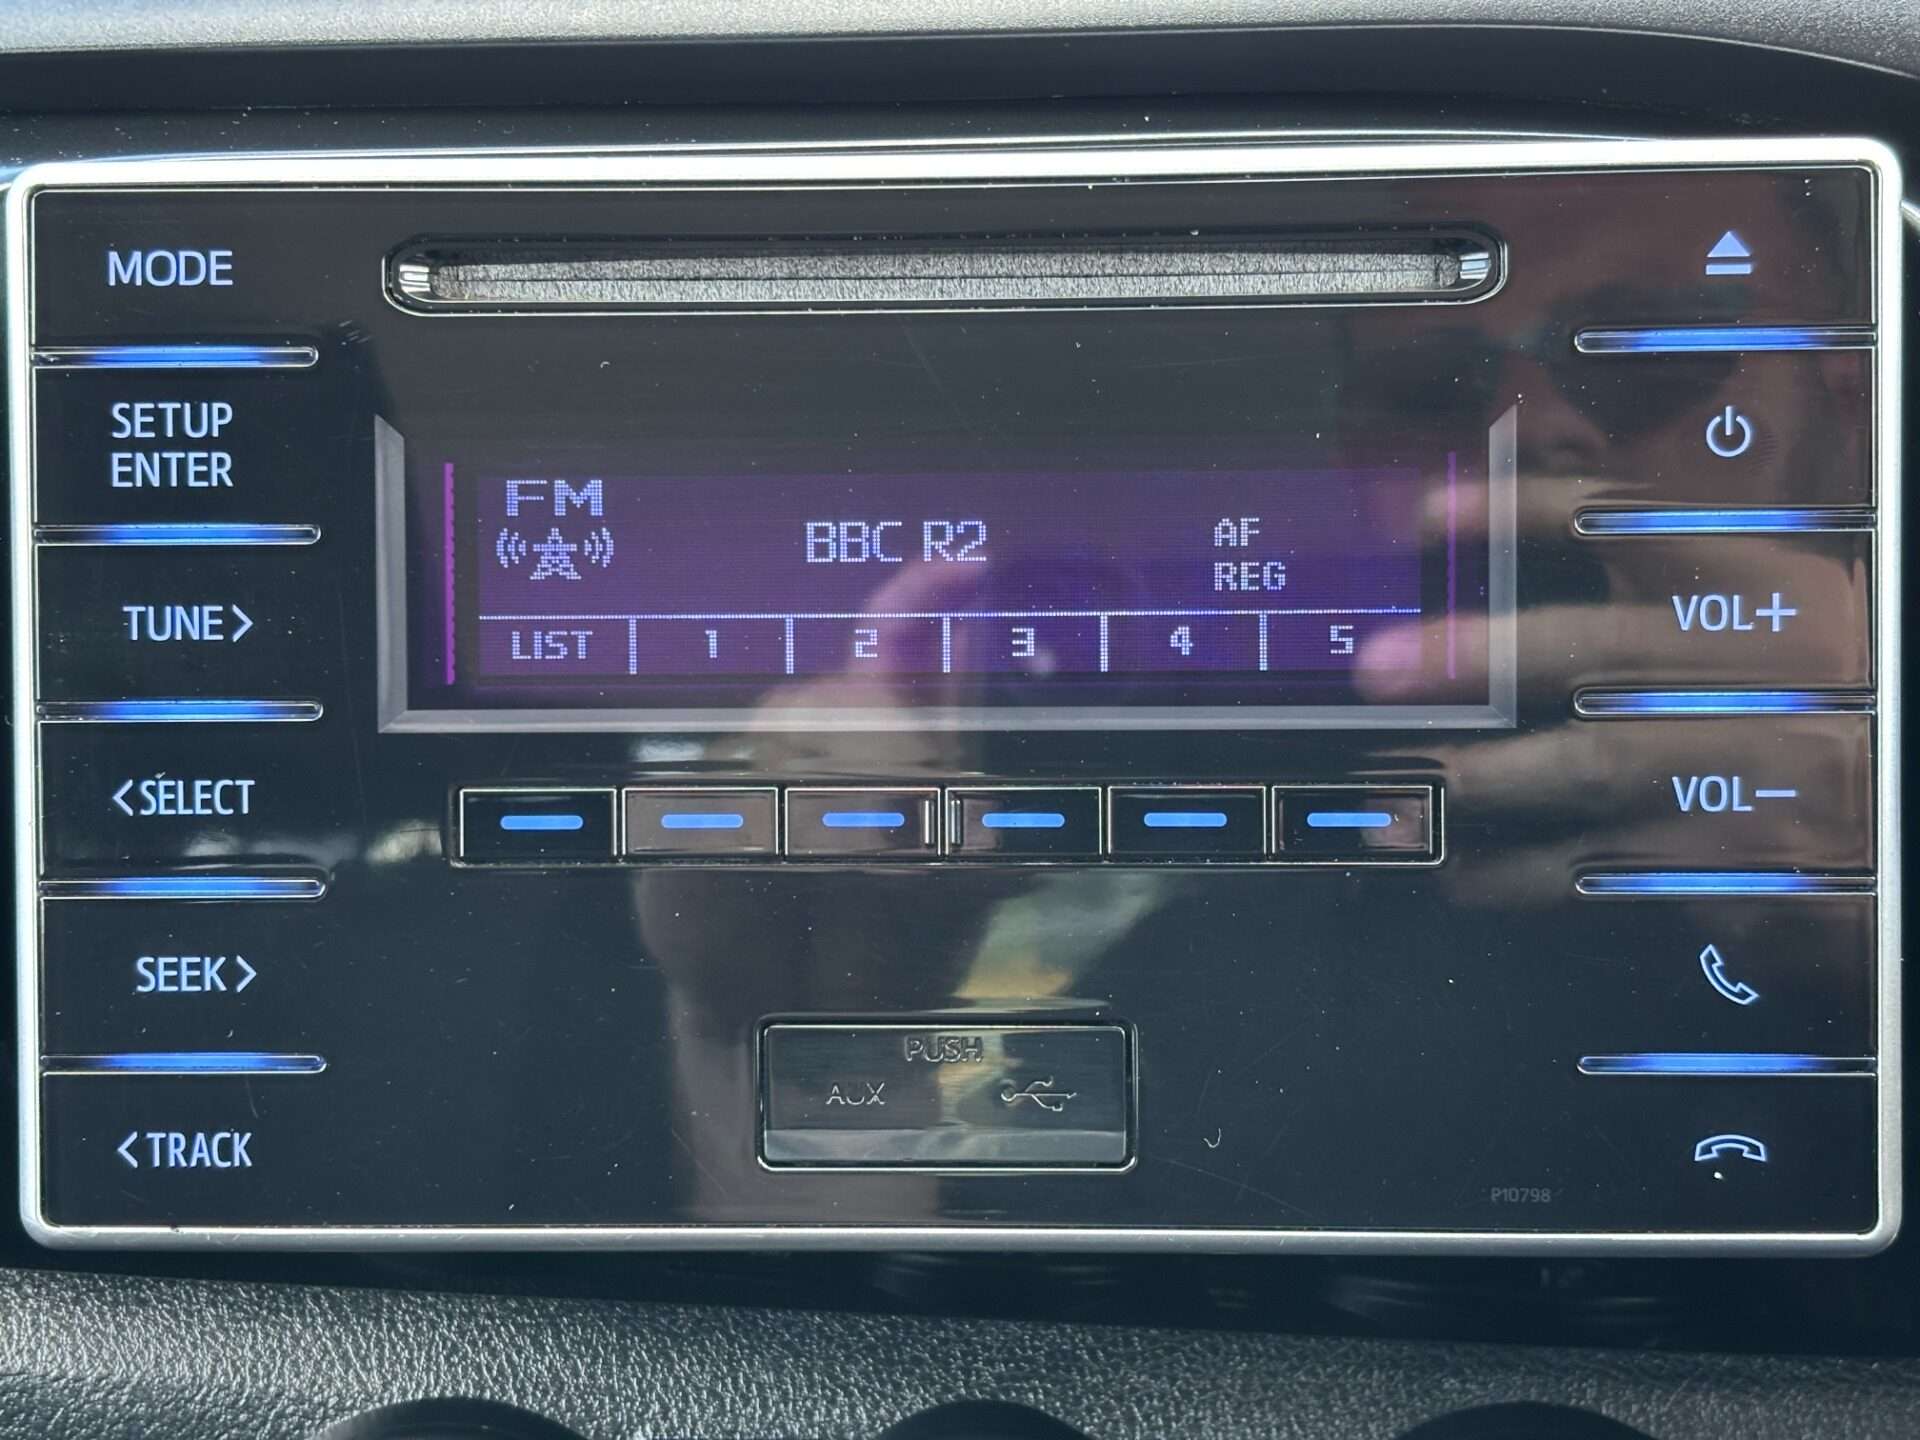 MODE
SETUP
ENTER
TUNE>
<SELECT
SEEK>
<TRACK
FM
BBC R2
AF
REG
LIST 1 2 3 4 5
PUSH
AUX
VOL+
VOL−
P10798